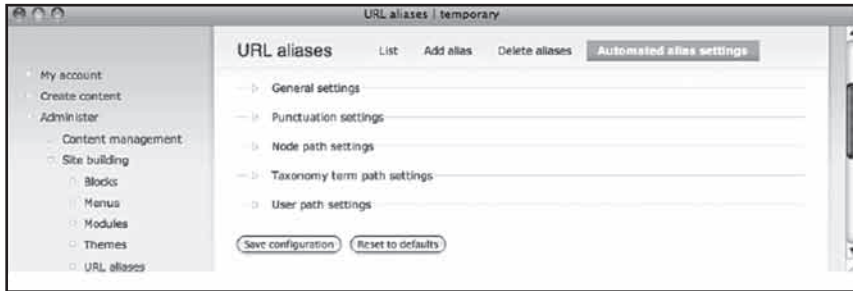 URL aliases | temporary
URL aliases List Add alias Delete aliases Automated alias settings
My account
Create content
Administer
Content management
Site building
Blocks
Menus
Modules
Themes
URL aliases
General settings
Punctuation settings
Node path settings
Taxonomy term path settings
User path settings
Save configuration Reset to defaults